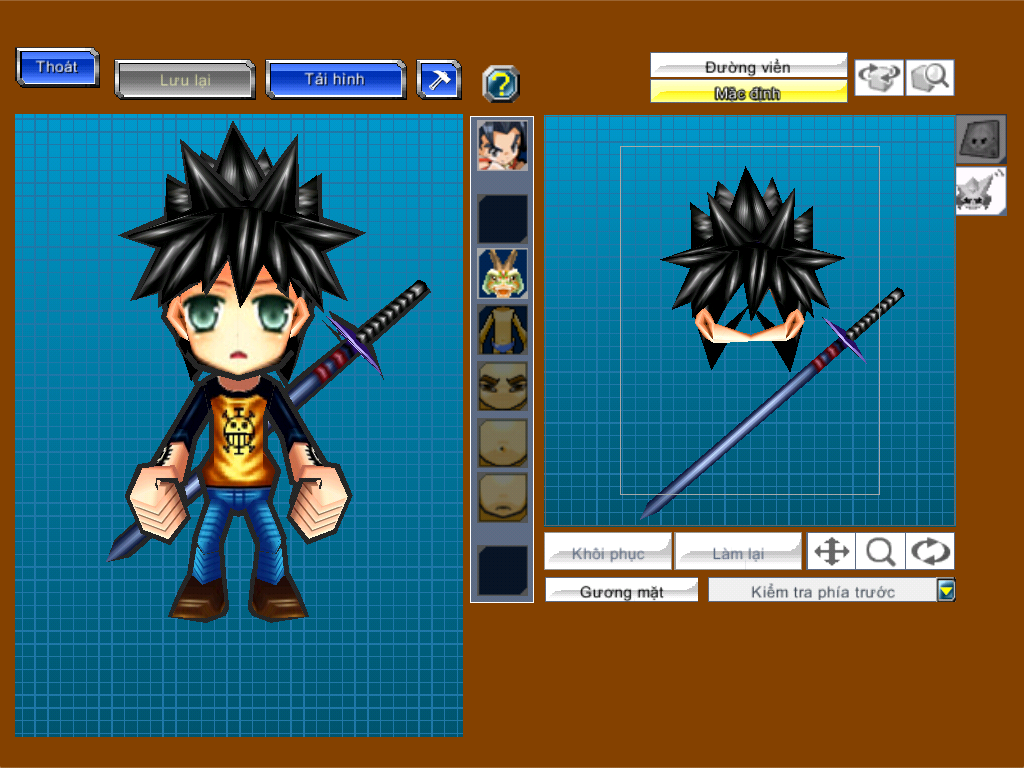 Thoát
Lưu lại
Tải hình
Đường viền
Mặc định
Khôi phục
Làm lại
Gương mặt
Kiểm tra phía trước